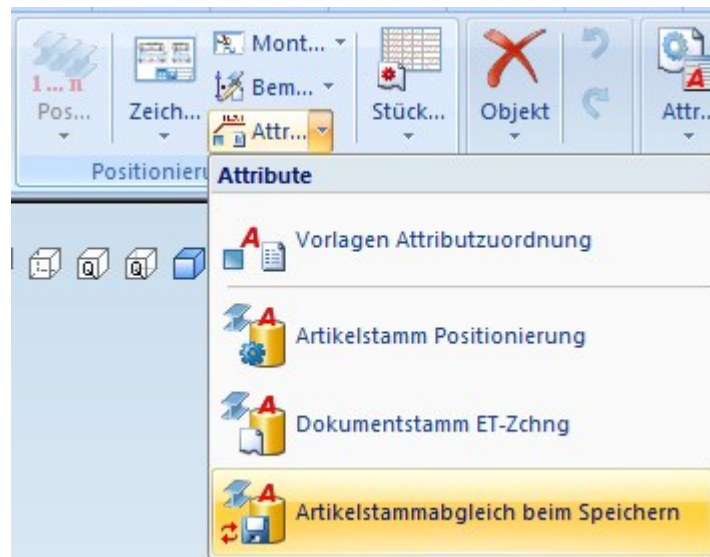 Mont...
1... n
Bem...
Pos...
Zeich...
Attr...
Stück...
Objekt
Attr..
Positionieru
Attribute
Vorlagen Attributzuordnung
Artikelstamm Positionierung
Dokumentstamm ET-Zchng
Artikelstammabgleich beim Speichern